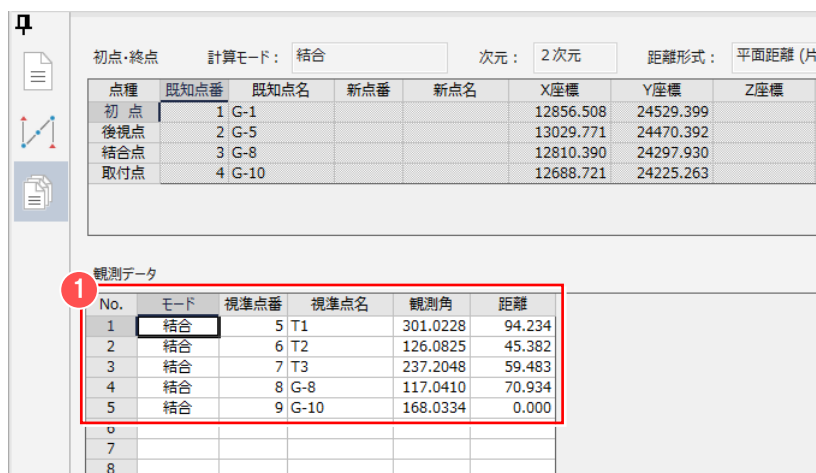 初点・終点 計算モード： 結合 次元： 2次元 距離形式： 平面距離 (片
点種 既知点番 既知点名 新点番 新点名 X座標 Y座標 Z座標
初 点 1 G-1 12856.508 24529.399
後視点 2 G-5 13029.771 24470.392
結合点 3 G-8 12810.390 24297.930
取付点 4 G-10 12688.721 24225.263
観測データ
1
No. モード 視準点番 視準点名 観測角 距離
1 結合 5 T1 301.0228 94.234
2 結合 6 T2 126.0825 45.382
3 結合 7 T3 237.2048 59.483
4 結合 8 G-8 117.0410 70.934
5 結合 9 G-10 168.0334 0.000
6
7
8